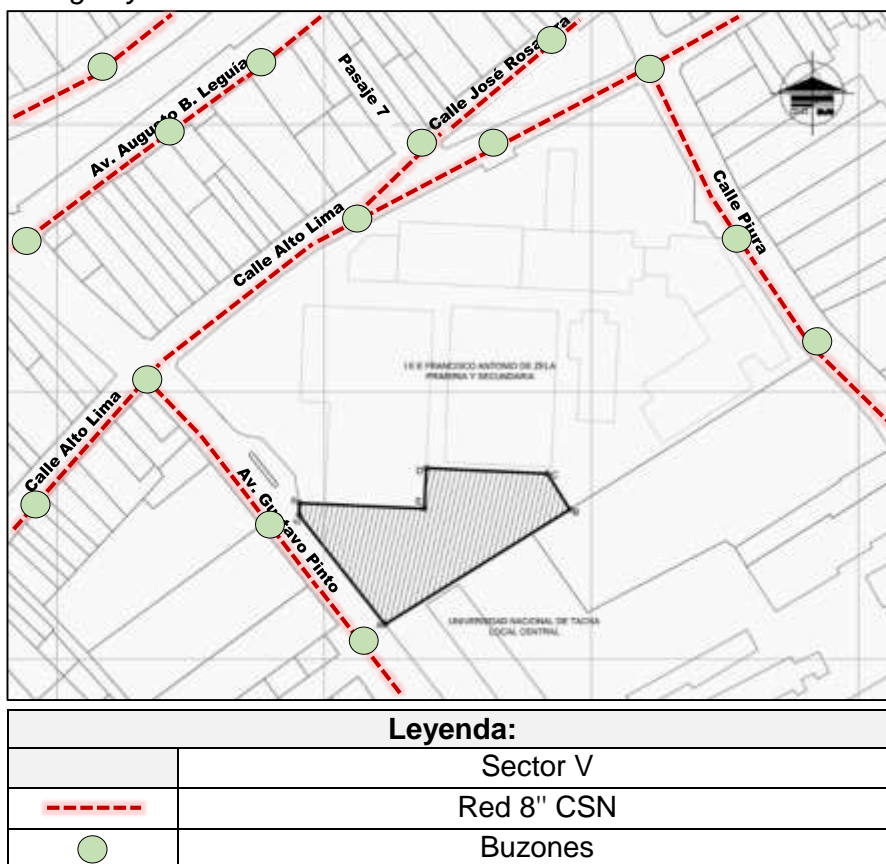 Pasaje 7
Calle José Rosa
Av. Augusto B. Leguía
Calle Alto Lima
Calle Piura
I E E FRANCISCO ANTONIO DE ZELA
PRIMARIA Y SECUNDARIA
Calle Alto Lima
Av. Gustavo Pinto
UNIVERSIDAD NACIONAL DE TACNA
LOCAL CENTRAL
Leyenda:
Sector V
Red 8" CSN
Buzones